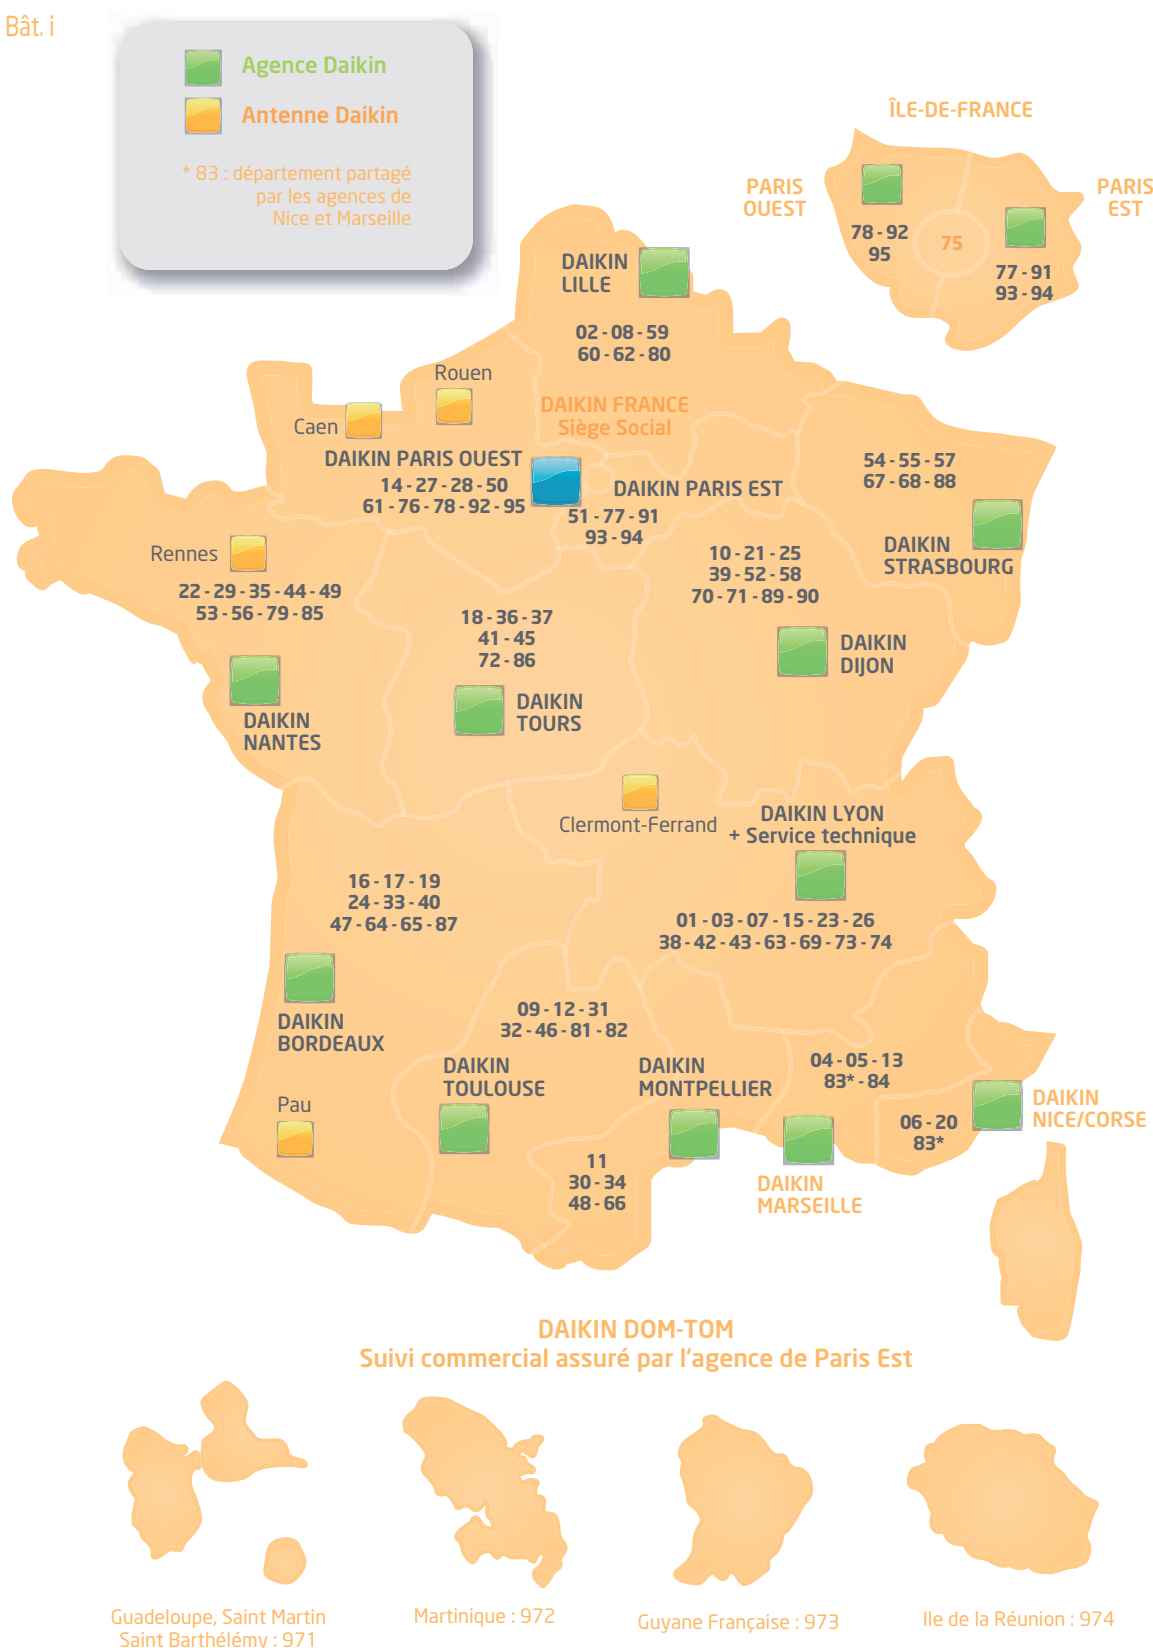 Bât. i
Agence Daikin
Antenne Daikin
* 83 : département partagé
par les agences de
Nice et Marseille
ÎLE-DE-FRANCE
PARIS
OUEST
PARIS
EST
78 - 92
95
75
77 - 91
93 - 94
DAIKIN
LILLE
02 - 08 - 59
60 - 62 - 80
Rouen
Caen
DAIKIN FRANCE
Siège Social
DAIKIN PARIS OUEST
14 - 27 - 28 - 50
61 - 76 - 78 - 92 - 95
DAIKIN PARIS EST
51 - 77 - 91
93 - 94
54 - 55 - 57
67 - 68 - 88
DAIKIN
STRASBOURG
Rennes
22 - 29 - 35 - 44 - 49
53 - 56 - 79 - 85
10 - 21 - 25
39 - 52 - 58
70 - 71 - 89 - 90
18 - 36 - 37
41 - 45
72 - 86
DAIKIN
DIJON
DAIKIN
NANTES
DAIKIN
TOURS
Clermont-Ferrand
DAIKIN LYON
+ Service technique
16 - 17 - 19
24 - 33 - 40
47 - 64 - 65 - 87
01 - 03 - 07 - 15 - 23 - 26
38 - 42 - 43 - 63 - 69 - 73 - 74
DAIKIN
BORDEAUX
09 - 12 - 31
32 - 46 - 81 - 82
DAIKIN
TOULOUSE
DAIKIN
MONTPELLIER
04 - 05 - 13
83* - 84
Pau
06 - 20
83*
DAIKIN
NICE/CORSE
11
30 - 34
48 - 66
DAIKIN
MARSEILLE
DAIKIN DOM-TOM
Suivi commercial assuré par l'agence de Paris Est
Guadeloupe, Saint Martin
Saint Barthélémy : 971
Martinique : 972
Guyane Française : 973
Ile de la Réunion : 974